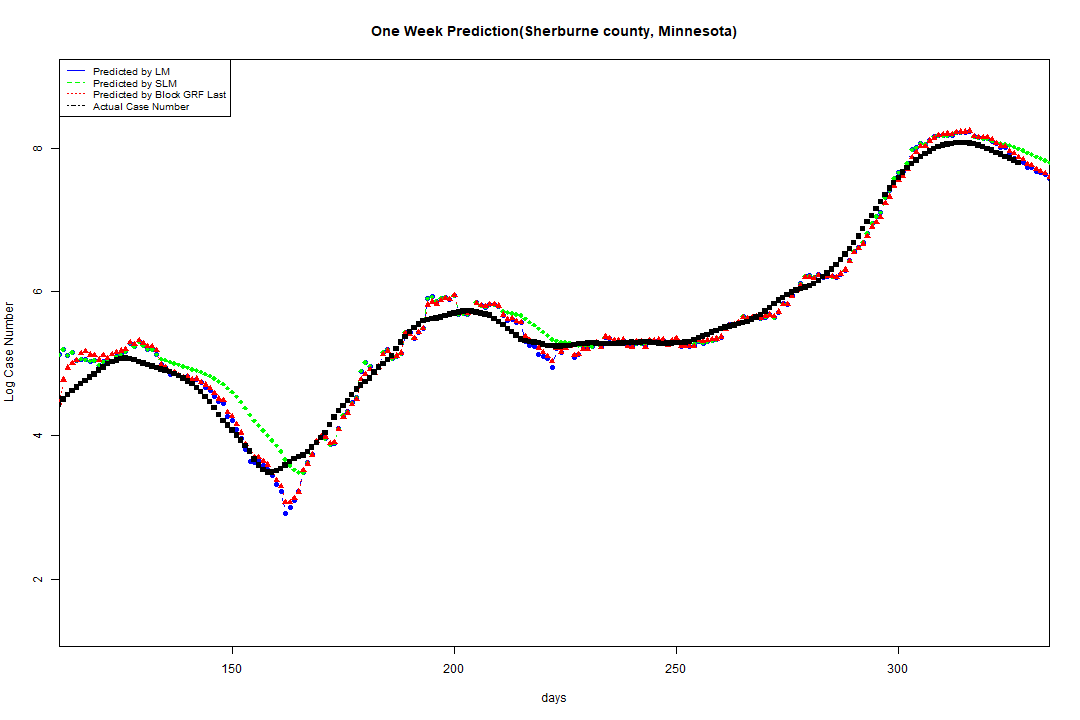 One Week Prediction(Sherburne county, Minnesota)
Predicted by LM
Predicted by SLM
Predicted by Block GRF Last
Actual Case Number
8
6
4
2
Log Case Number
150 200 250 300
days